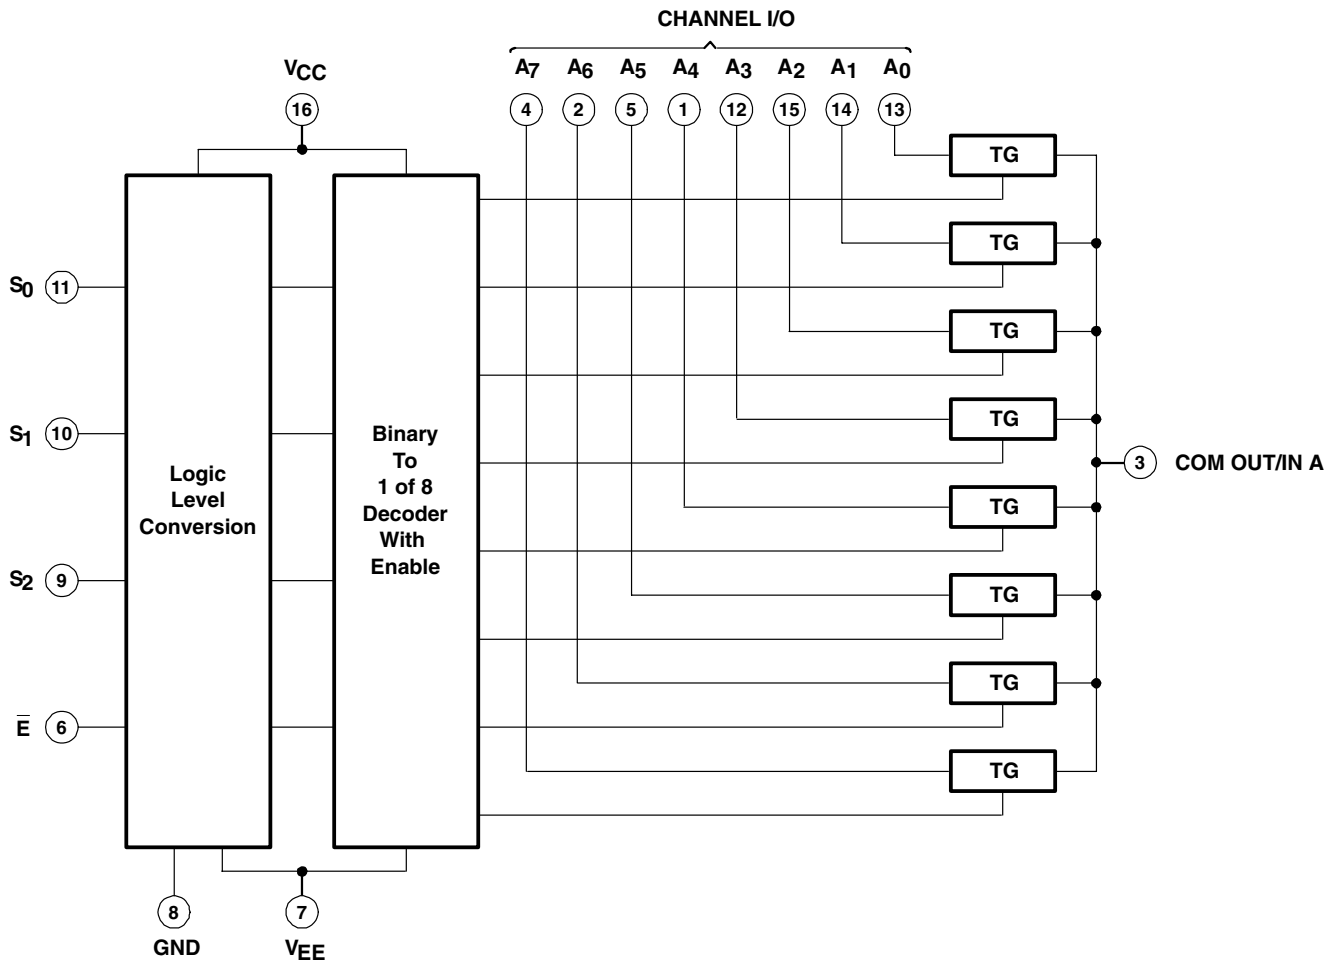 CHANNEL I/O
VCC A7 A6 A5 A4 A3 A2 A1 A0
16 4 2 5 1 12 15 14 13
TG
TG
S0 11
TG
TG
S1 10
Binary
To
1 of 8
Decoder
With
Enable
Logic
Level
Conversion
3 COM OUT/IN A
TG
S2 9
TG
TG
E̅ 6
TG
8 7
GND VEE